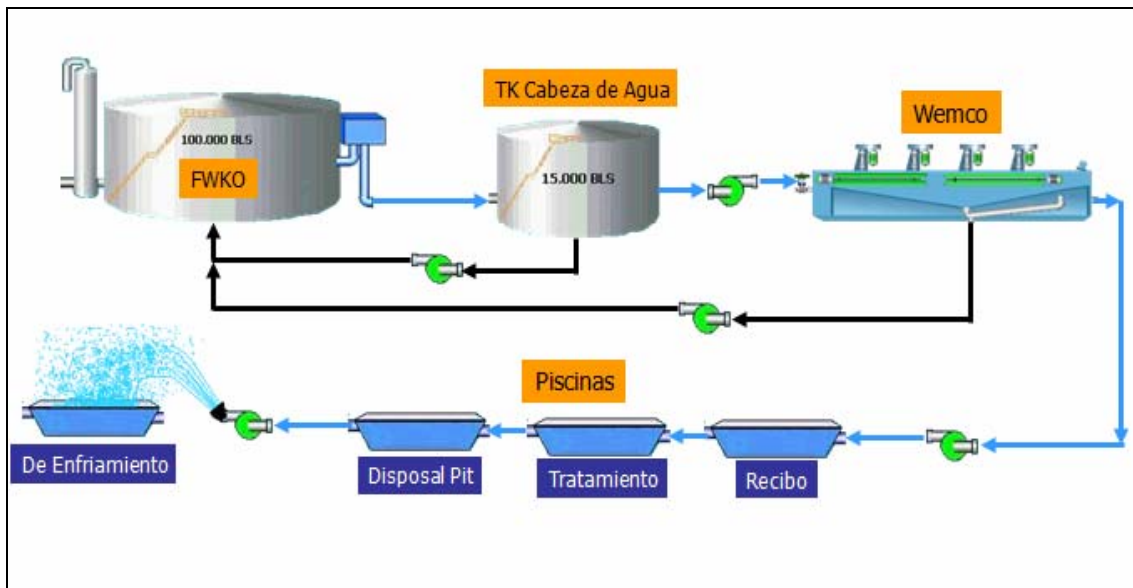 TK Cabeza de Agua
Wemco
100.000 BLS
FWKO
15.000 BLS
Piscinas
De Enfriamiento
Disposal Pit
Tratamiento
Recibo